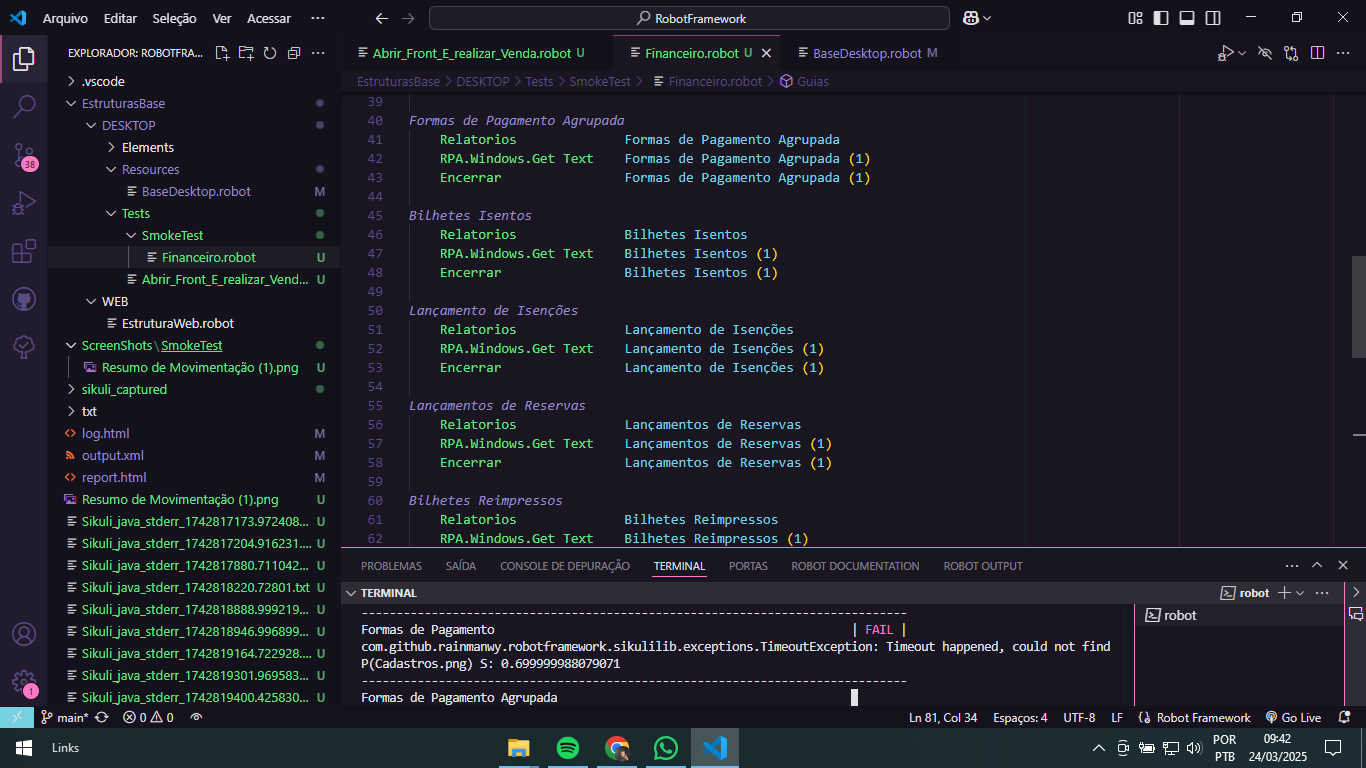 Arquivo Editar Seleção Ver Acessar ···
RobotFramework
EXPLORADOR: ROBOTFRA...
.vscode
EstruturasBase
DESKTOP
Elements
Resources
BaseDesktop.robot M
Tests
SmokeTest
Financeiro.robot U
Abrir_Front_E_realizar_Vend... U
WEB
EstruturaWeb.robot
ScreenShots\SmokeTest
Resumo de Movimentação (1).png U
sikuli_captured
txt
log.html M
output.xml M
report.html M
Resumo de Movimentação (1).png U
Sikuli_java_stderr_1742817173.972408... U
Sikuli_java_stderr_1742817204.916231.... U
Sikuli_java_stderr_1742817880.711042... U
Sikuli_java_stderr_1742818220.72801.txt U
Sikuli_java_stderr_1742818888.999219... U
Sikuli_java_stderr_1742818946.996899... U
Sikuli_java_stderr_1742819164.722928... U
Sikuli_java_stderr_1742819301.969583... U
Sikuli_java_stderr_1742819400.425830... U
38
1
Abrir_Front_E_realizar_Venda.robot U
Financeiro.robot U
BaseDesktop.robot M
EstruturasBase > DESKTOP > Tests > SmokeTest > Financeiro.robot > Guias
39
40 Formas de Pagamento Agrupada
41 Relatorios Formas de Pagamento Agrupada
42 RPA.Windows.Get Text Formas de Pagamento Agrupada (1)
43 Encerrar Formas de Pagamento Agrupada (1)
44
45 Bilhetes Isentos
46 Relatorios Bilhetes Isentos
47 RPA.Windows.Get Text Bilhetes Isentos (1)
48 Encerrar Bilhetes Isentos (1)
49
50 Lançamento de Isenções
51 Relatorios Lançamento de Isenções
52 RPA.Windows.Get Text Lançamento de Isenções (1)
53 Encerrar Lançamento de Isenções (1)
54
55 Lançamentos de Reservas
56 Relatorios Lançamentos de Reservas
57 RPA.Windows.Get Text Lançamentos de Reservas (1)
58 Encerrar Lançamentos de Reservas (1)
59
60 Bilhetes Reimpressos
61 Relatorios Bilhetes Reimpressos
62 RPA.Windows.Get Text Bilhetes Reimpressos (1)
PROBLEMAS SAÍDA CONSOLE DE DEPURAÇÃO TERMINAL PORTAS ROBOT DOCUMENTATION ROBOT OUTPUT
TERMINAL
robot
robot
------------------------------------------------------------------------------
Formas de Pagamento | FAIL |
com.github.rainmanwy.robotframework.sikulilib.exceptions.TimeoutException: Timeout happened, could not find
P(Cadastros.png) S: 0.699999988079071
------------------------------------------------------------------------------
Formas de Pagamento Agrupada
main* 0 0 Ln 81, Col 34 Espaços: 4 UTF-8 LF Robot Framework Go Live
Links
POR
PTB
09:42
24/03/2025